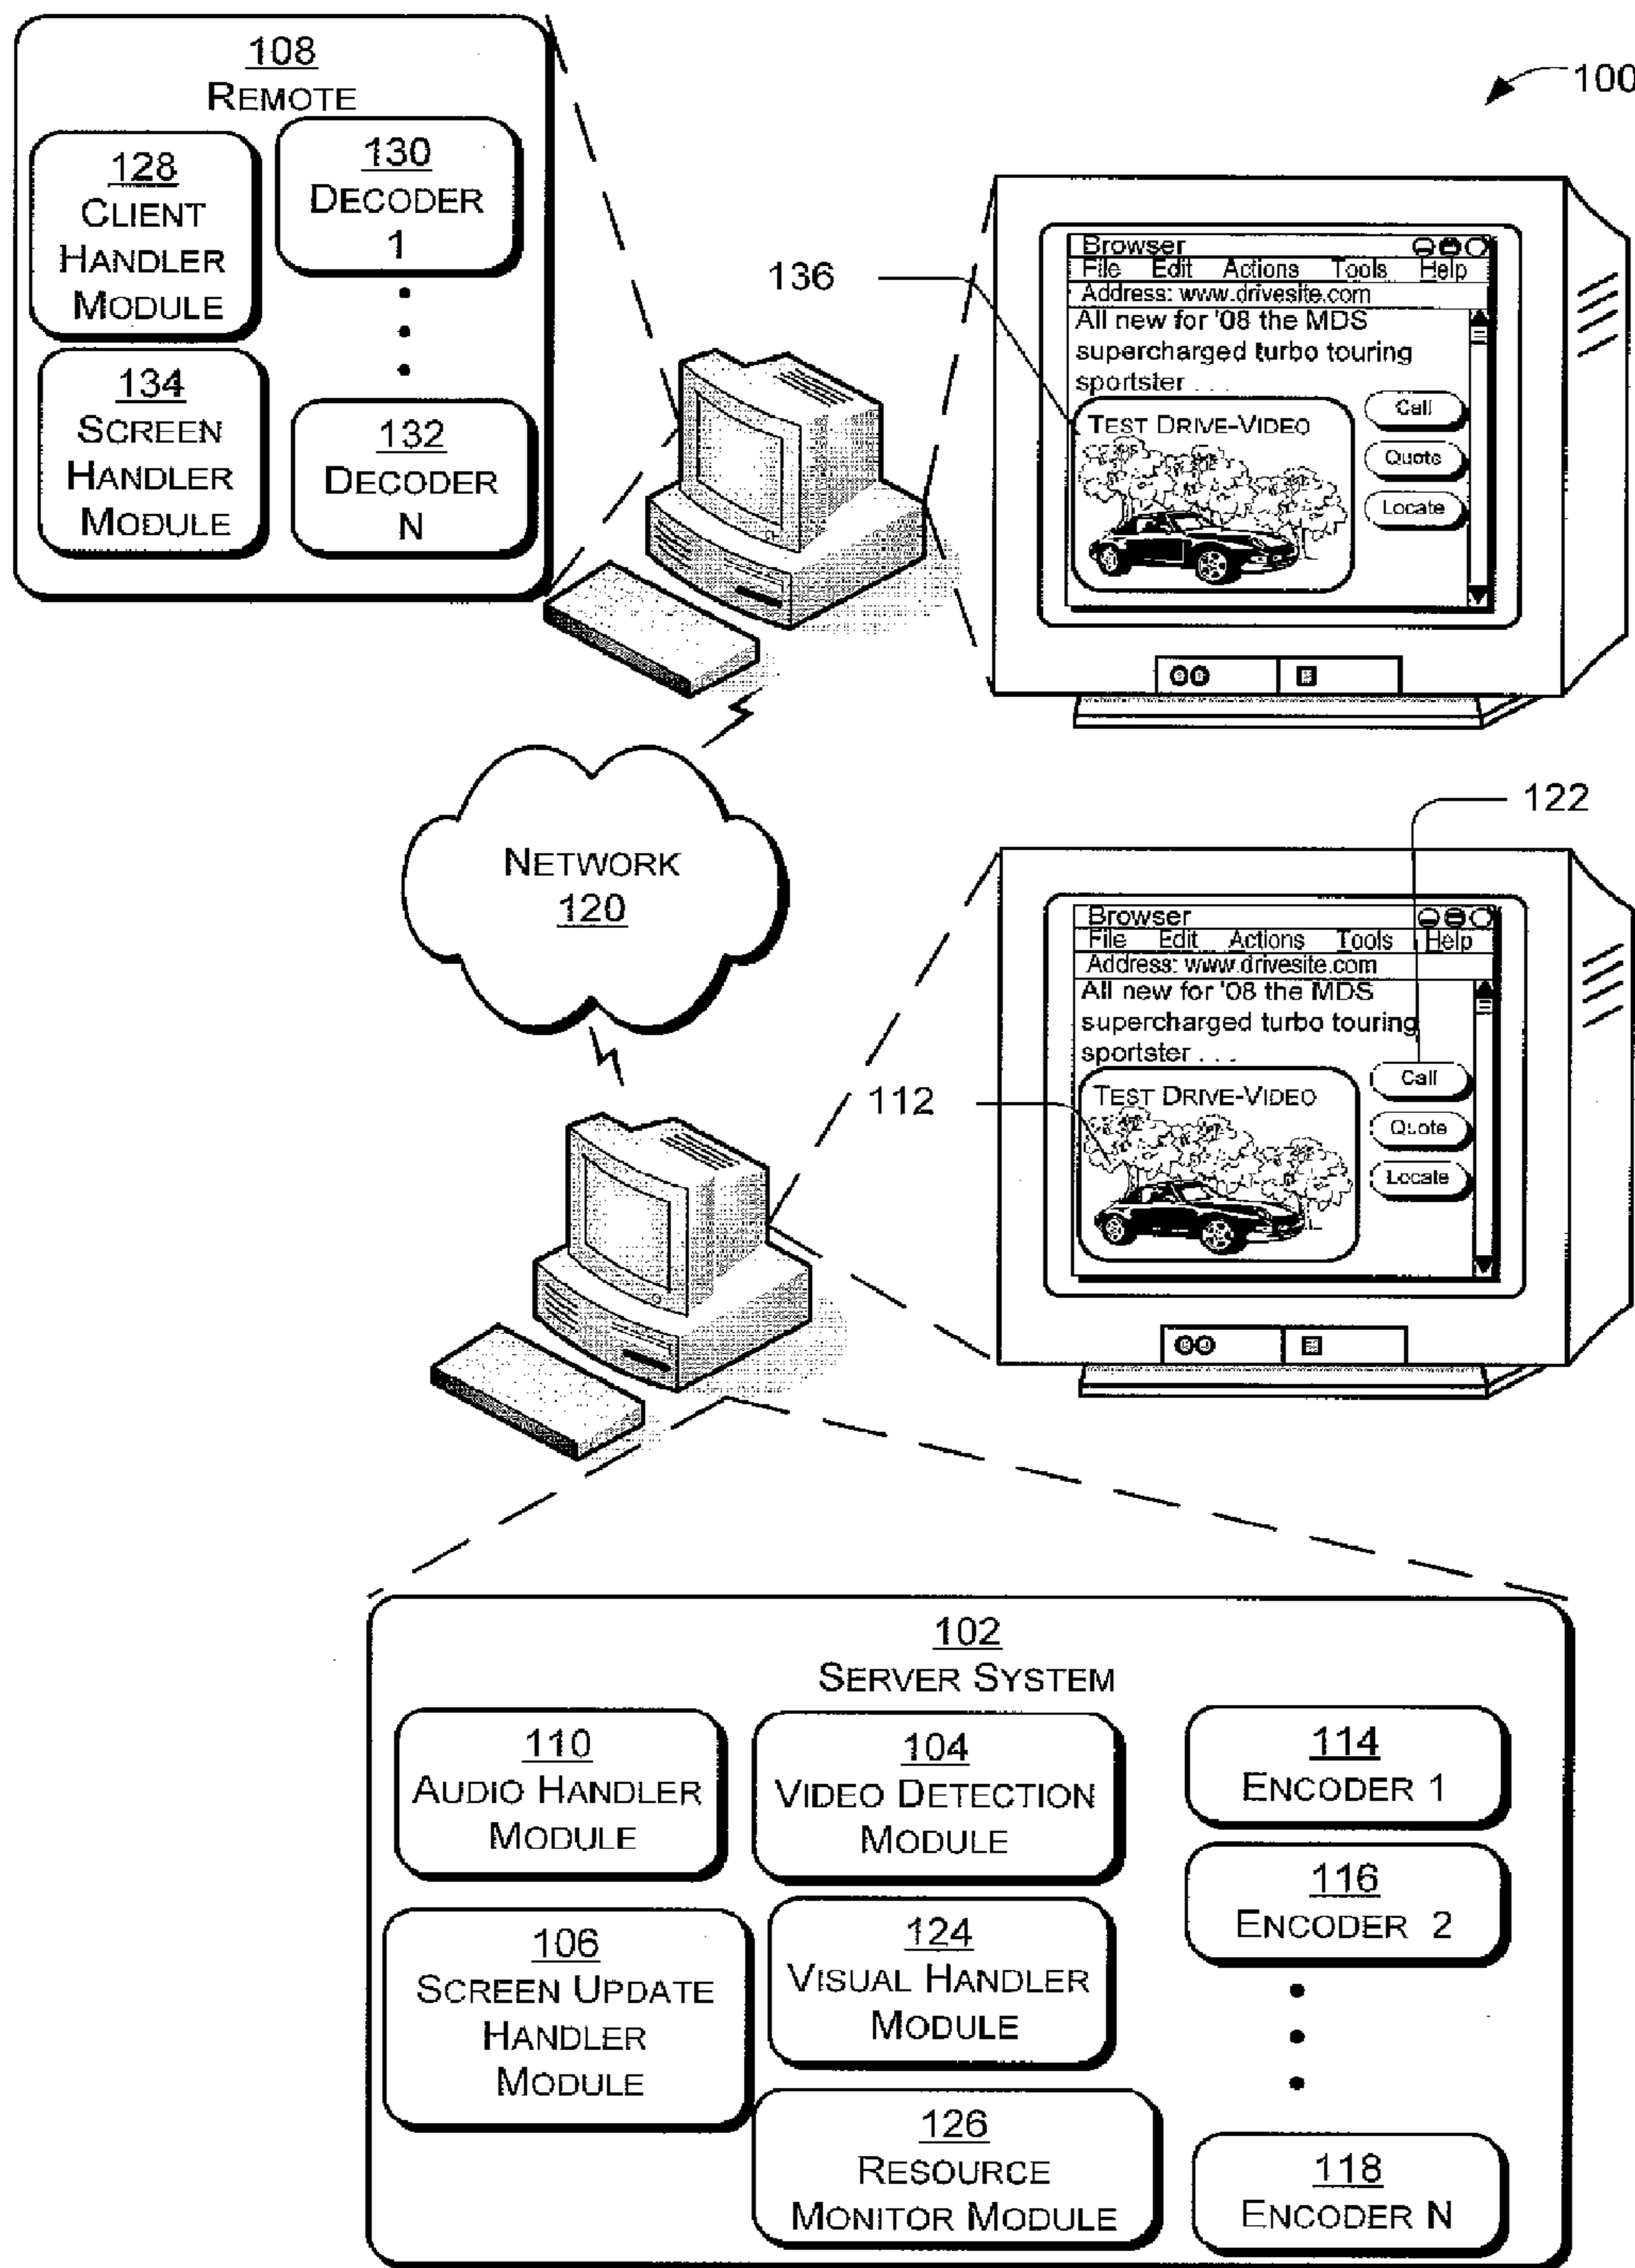 108
REMOTE
128
CLIENT
HANDLER
MODULE
130
DECODER
1
134
SCREEN
HANDLER
MODULE
132
DECODER
N
100
136
Browser
File Edit Actions Tools Help
Address: www.drivesite.com
All new for '08 the MDS
supercharged turbo touring
sportster . . .
TEST DRIVE-VIDEO
Call
Quote
Locate
NETWORK
120
122
Browser
File Edit Actions Tools Help
Address: www.drivesite.com
All new for '08 the MDS
supercharged turbo touring
sportster . . .
112
TEST DRIVE-VIDEO
Call
Quote
Locate
102
SERVER SYSTEM
110
AUDIO HANDLER
MODULE
104
VIDEO DETECTION
MODULE
114
ENCODER 1
106
SCREEN UPDATE
HANDLER
MODULE
124
VISUAL HANDLER
MODULE
116
ENCODER 2
126
RESOURCE
MONITOR MODULE
118
ENCODER N